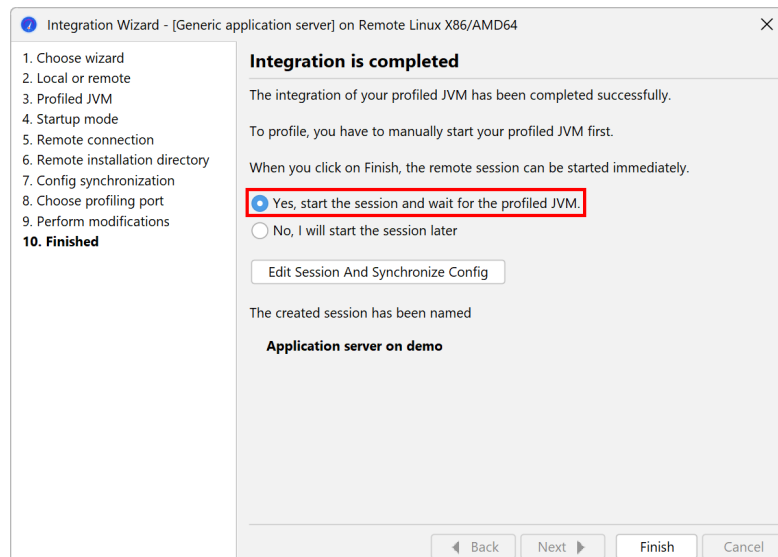 Integration Wizard - [Generic application server] on Remote Linux X86/AMD64
1. Choose wizard
2. Local or remote
3. Profiled JVM
4. Startup mode
5. Remote connection
6. Remote installation directory
7. Config synchronization
8. Choose profiling port
9. Perform modifications
10. Finished
Integration is completed
The integration of your profiled JVM has been completed successfully.
To profile, you have to manually start your profiled JVM first.
When you click on Finish, the remote session can be started immediately.
Yes, start the session and wait for the profiled JVM.
No, I will start the session later
Edit Session And Synchronize Config
The created session has been named
Application server on demo
Back Next Finish Cancel